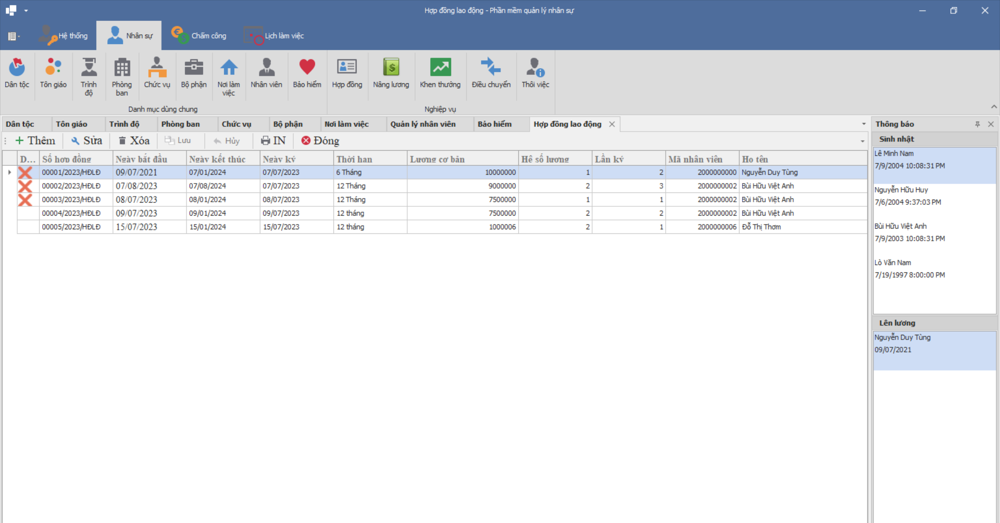 Hợp đồng lao động - Phần mềm quản lý nhân sự
Hệ thống
Nhân sự
Chấm công
Lịch làm việc
Dân tộc
Tôn giáo
Trình độ
Phòng ban
Chức vụ
Bộ phận
Nơi làm việc
Nhân viên
Bảo hiểm
Hợp đồng
Nâng lương
Khen thưởng
Điều chuyển
Thôi việc
Danh mục dùng chung
Nghiệp vụ
Dân tộc Tôn giáo Trình độ Phòng ban Chức vụ Bộ phận Nơi làm việc Quản lý nhân viên Bảo hiểm Hợp đồng lao động
Thêm Sửa Xóa Lưu Hủy IN Đóng
D... Số hợp đồng Ngày bắt đầu Ngày kết thúc Ngày ký Thời hạn Lương cơ bản Hệ số lương Lần ký Mã nhân viên Họ tên
00001/2023/HĐLĐ 09/07/2021 07/01/2024 07/07/2023 6 Tháng 10000000 1 2 2000000000 Nguyễn Duy Tùng
00002/2023/HĐLĐ 07/08/2023 07/08/2024 07/07/2023 12 Tháng 9000000 2 3 2000000002 Bùi Hữu Việt Anh
00003/2023/HĐLĐ 08/07/2023 08/01/2024 08/07/2023 12 Tháng 7500000 1 1 2000000002 Bùi Hữu Việt Anh
00004/2023/HĐLĐ 09/07/2023 09/01/2024 09/07/2023 12 tháng 7500000 2 2 2000000002 Bùi Hữu Việt Anh
00005/2023/HĐLĐ 15/07/2023 15/01/2024 15/07/2023 12 tháng 1000006 2 1 2000000006 Đỗ Thị Thơm
Thông báo
Sinh nhật
Lê Minh Nam
7/9/2004 10:08:31 PM
Nguyễn Hữu Huy
7/6/2004 9:37:03 PM
Bùi Hữu Việt Anh
7/9/2003 10:08:31 PM
Lò Văn Nam
7/19/1997 8:00:00 PM
Lên lương
Nguyễn Duy Tùng
09/07/2021